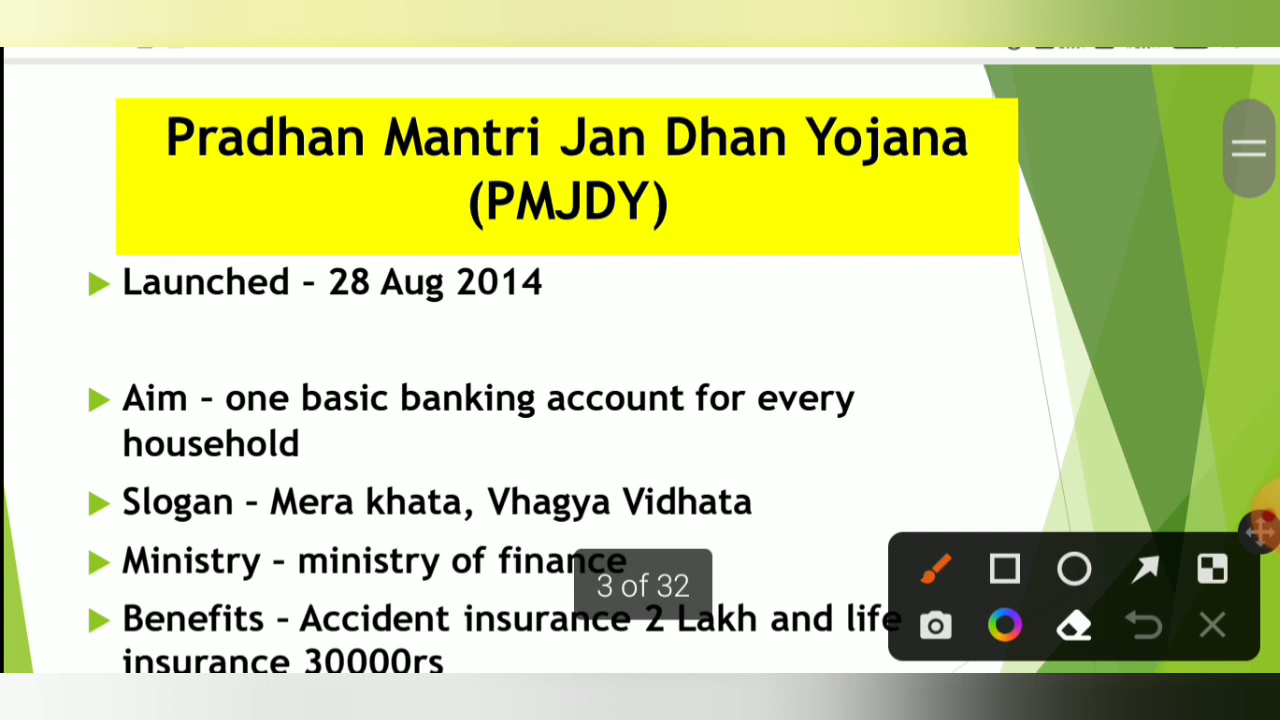 Pradhan Mantri Jan Dhan Yojana
(PMJDY)
Launched – 28 Aug 2014
Aim – one basic banking account for every
household
Slogan – Mera khata, Vhagya Vidhata
Ministry – ministry of finance
3 of 32
Benefits – Accident insurance 2 Lakh and life
insurance 30000rs